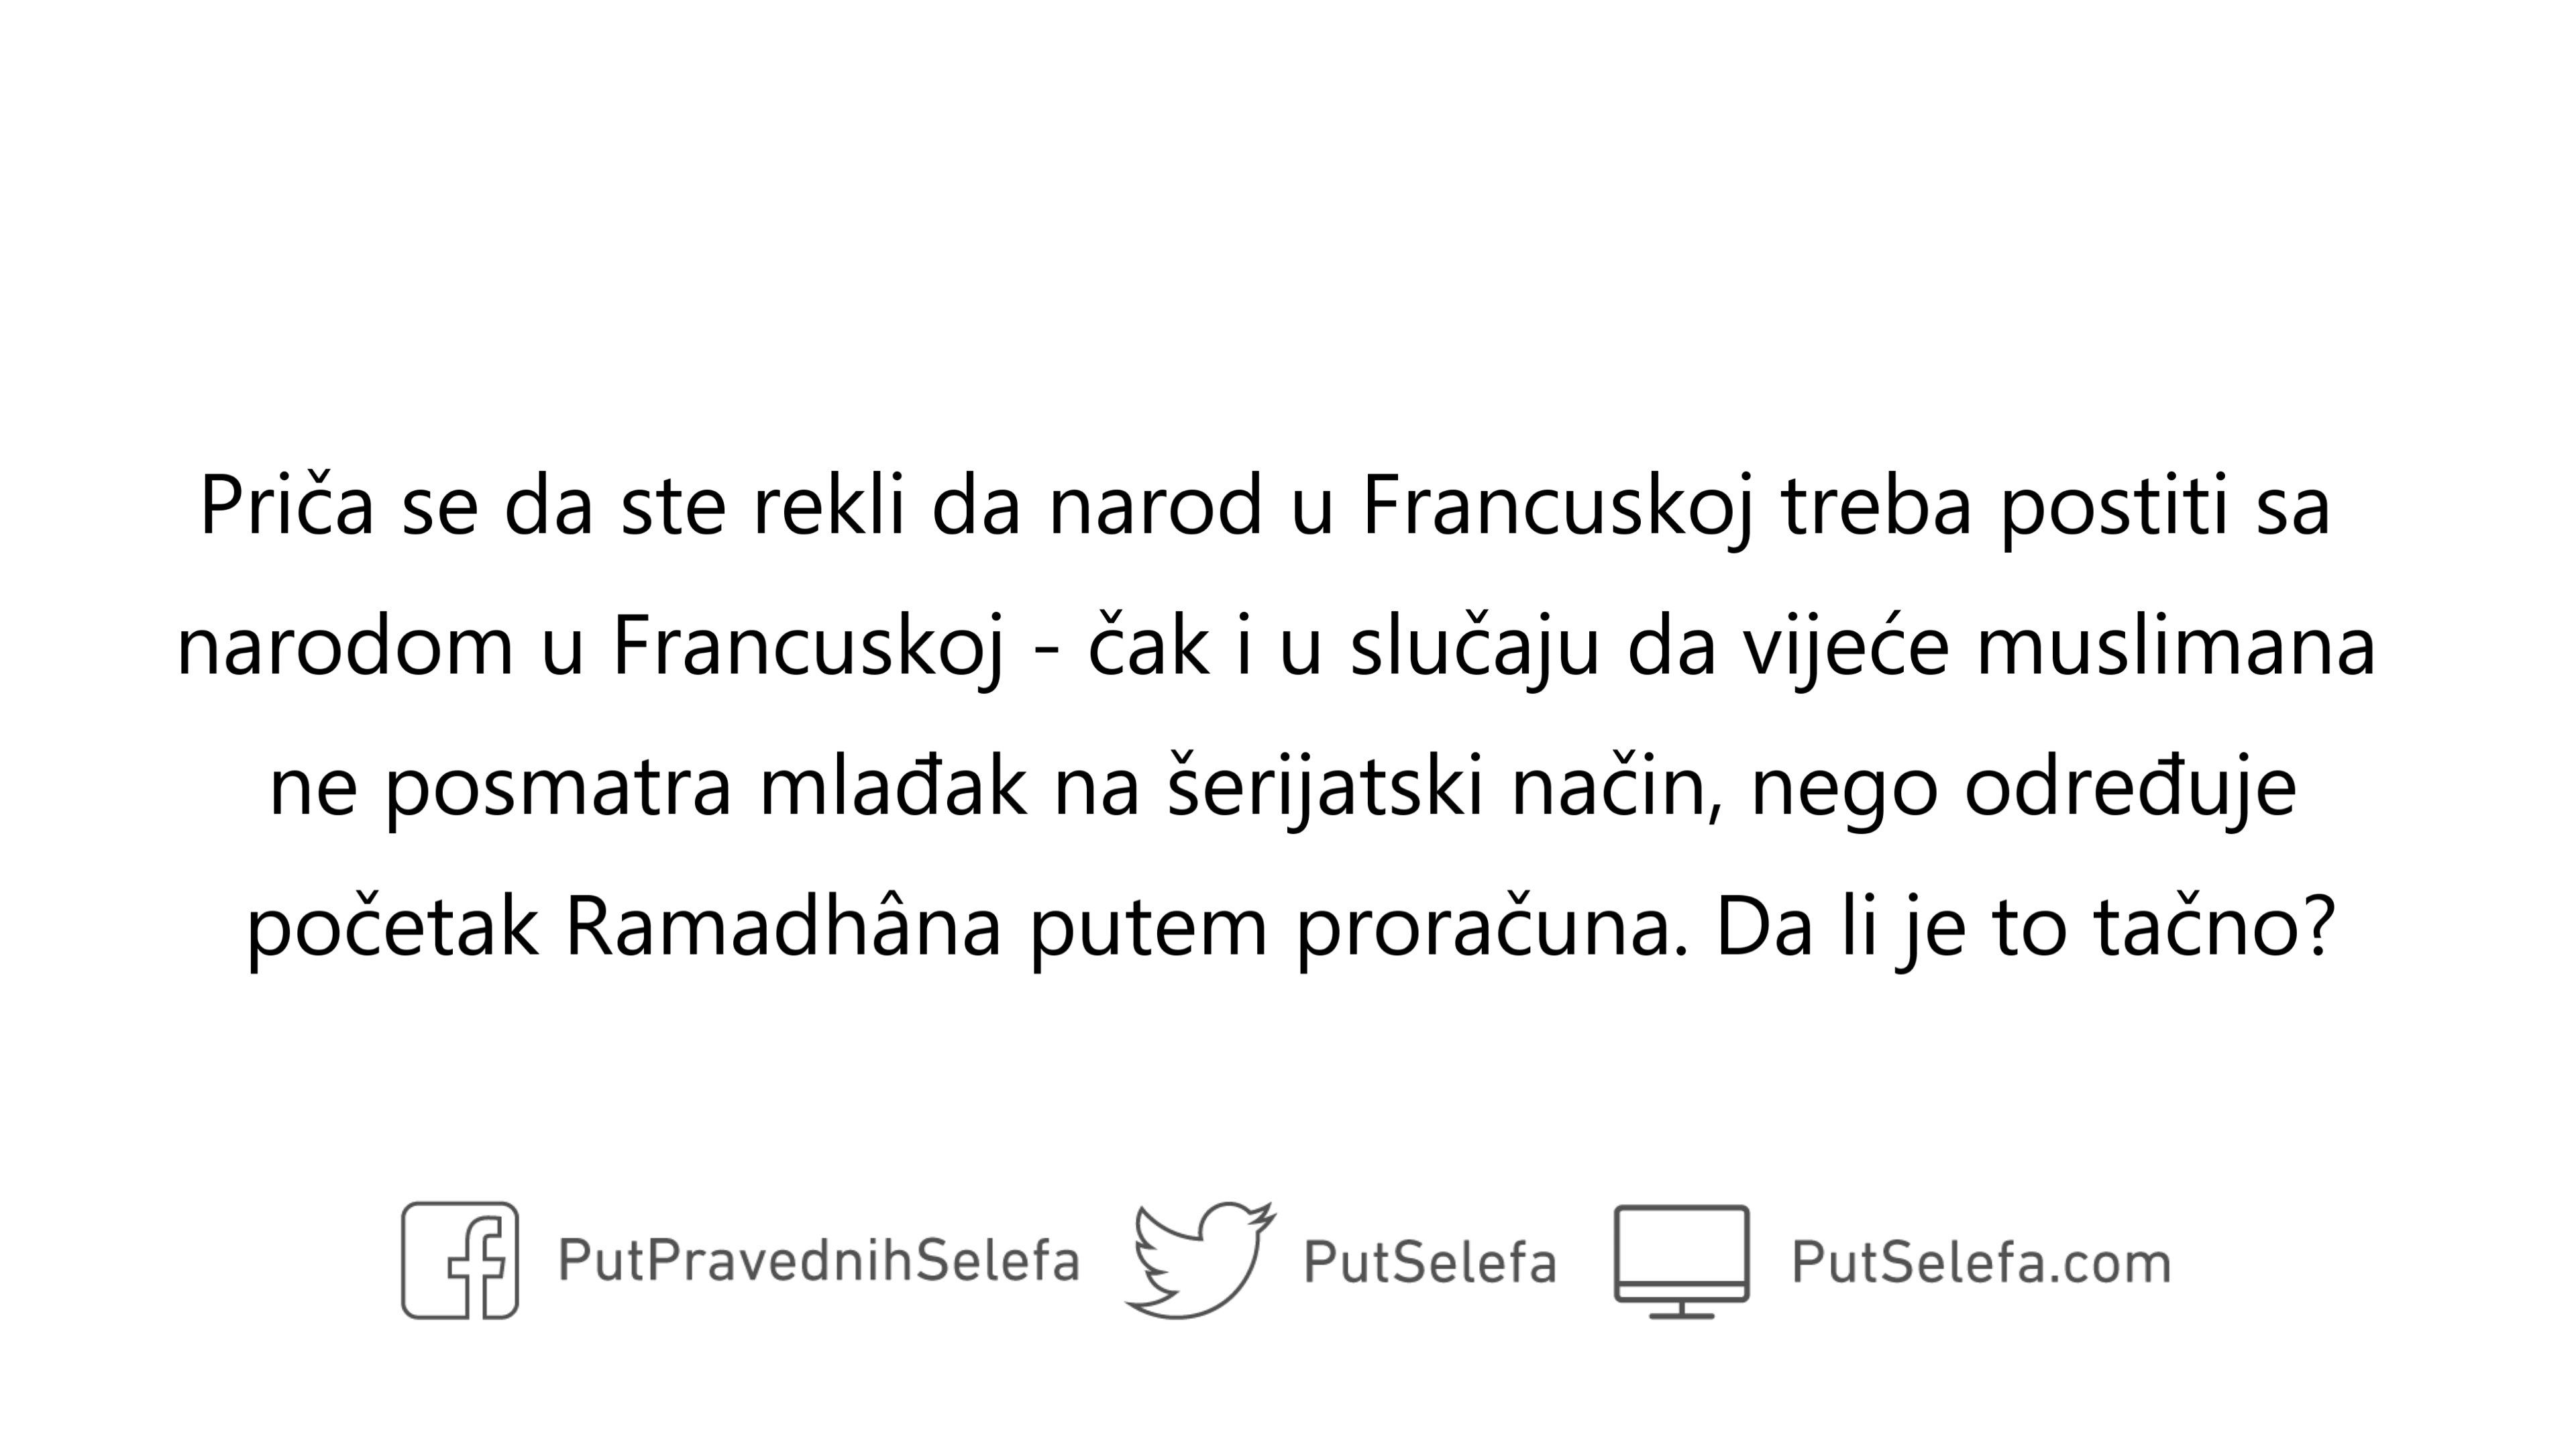 Priča se da ste rekli da narod u Francuskoj treba postiti sa
narodom u Francuskoj - čak i u slučaju da vijeće muslimana
ne posmatra mlađak na šerijatski način, nego određuje
početak Ramadhâna putem proračuna. Da li je to tačno?
PutPravednihSelefa PutSelefa PutSelefa.com